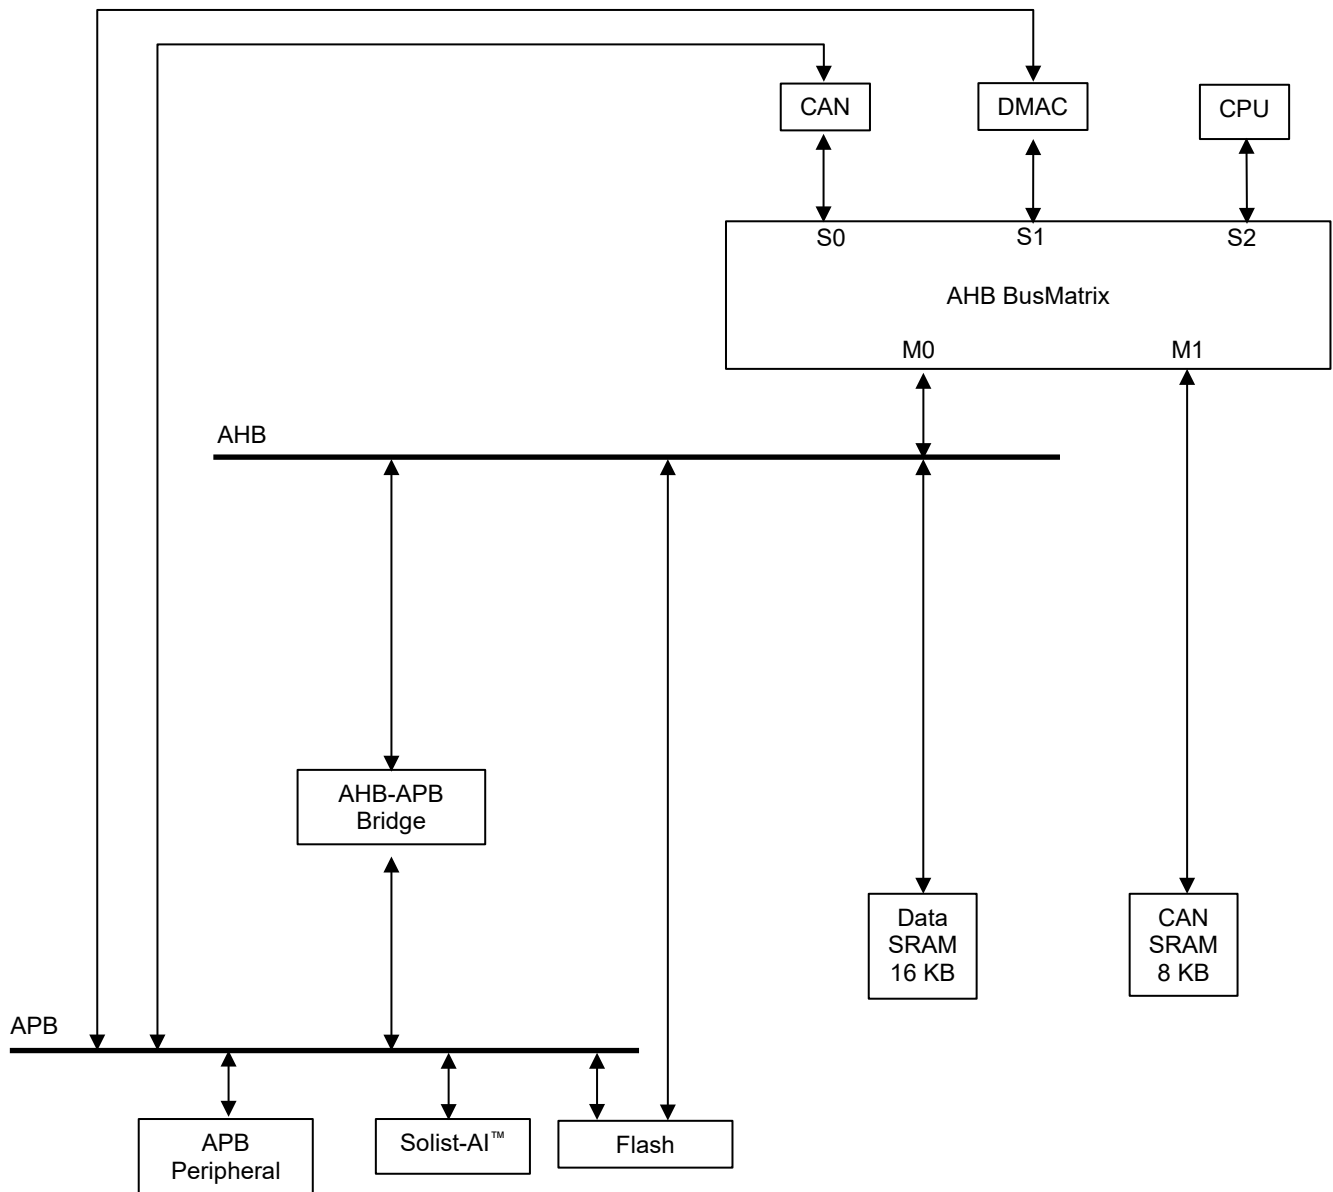 CAN
DMAC
CPU
S0
S1
S2
AHB BusMatrix
M0
M1
AHB
AHB-APB
Bridge
Data
SRAM
16 KB
CAN
SRAM
8 KB
APB
APB
Peripheral
Solist-AI™
Flash